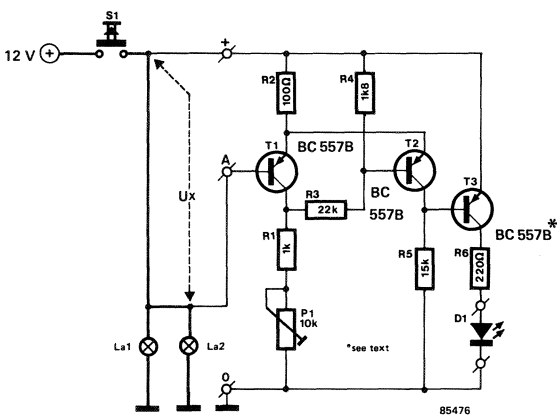 S1
12 V
+
+
R2
100Ω
R4
1k8
Ux
A
T1
BC 557B
T2
BC
557B
T3
BC 557B*
R3
22k
R1
1k
R5
15k
R6
220Ω
P1
10k
D1
La1
La2
*see text
0
85476